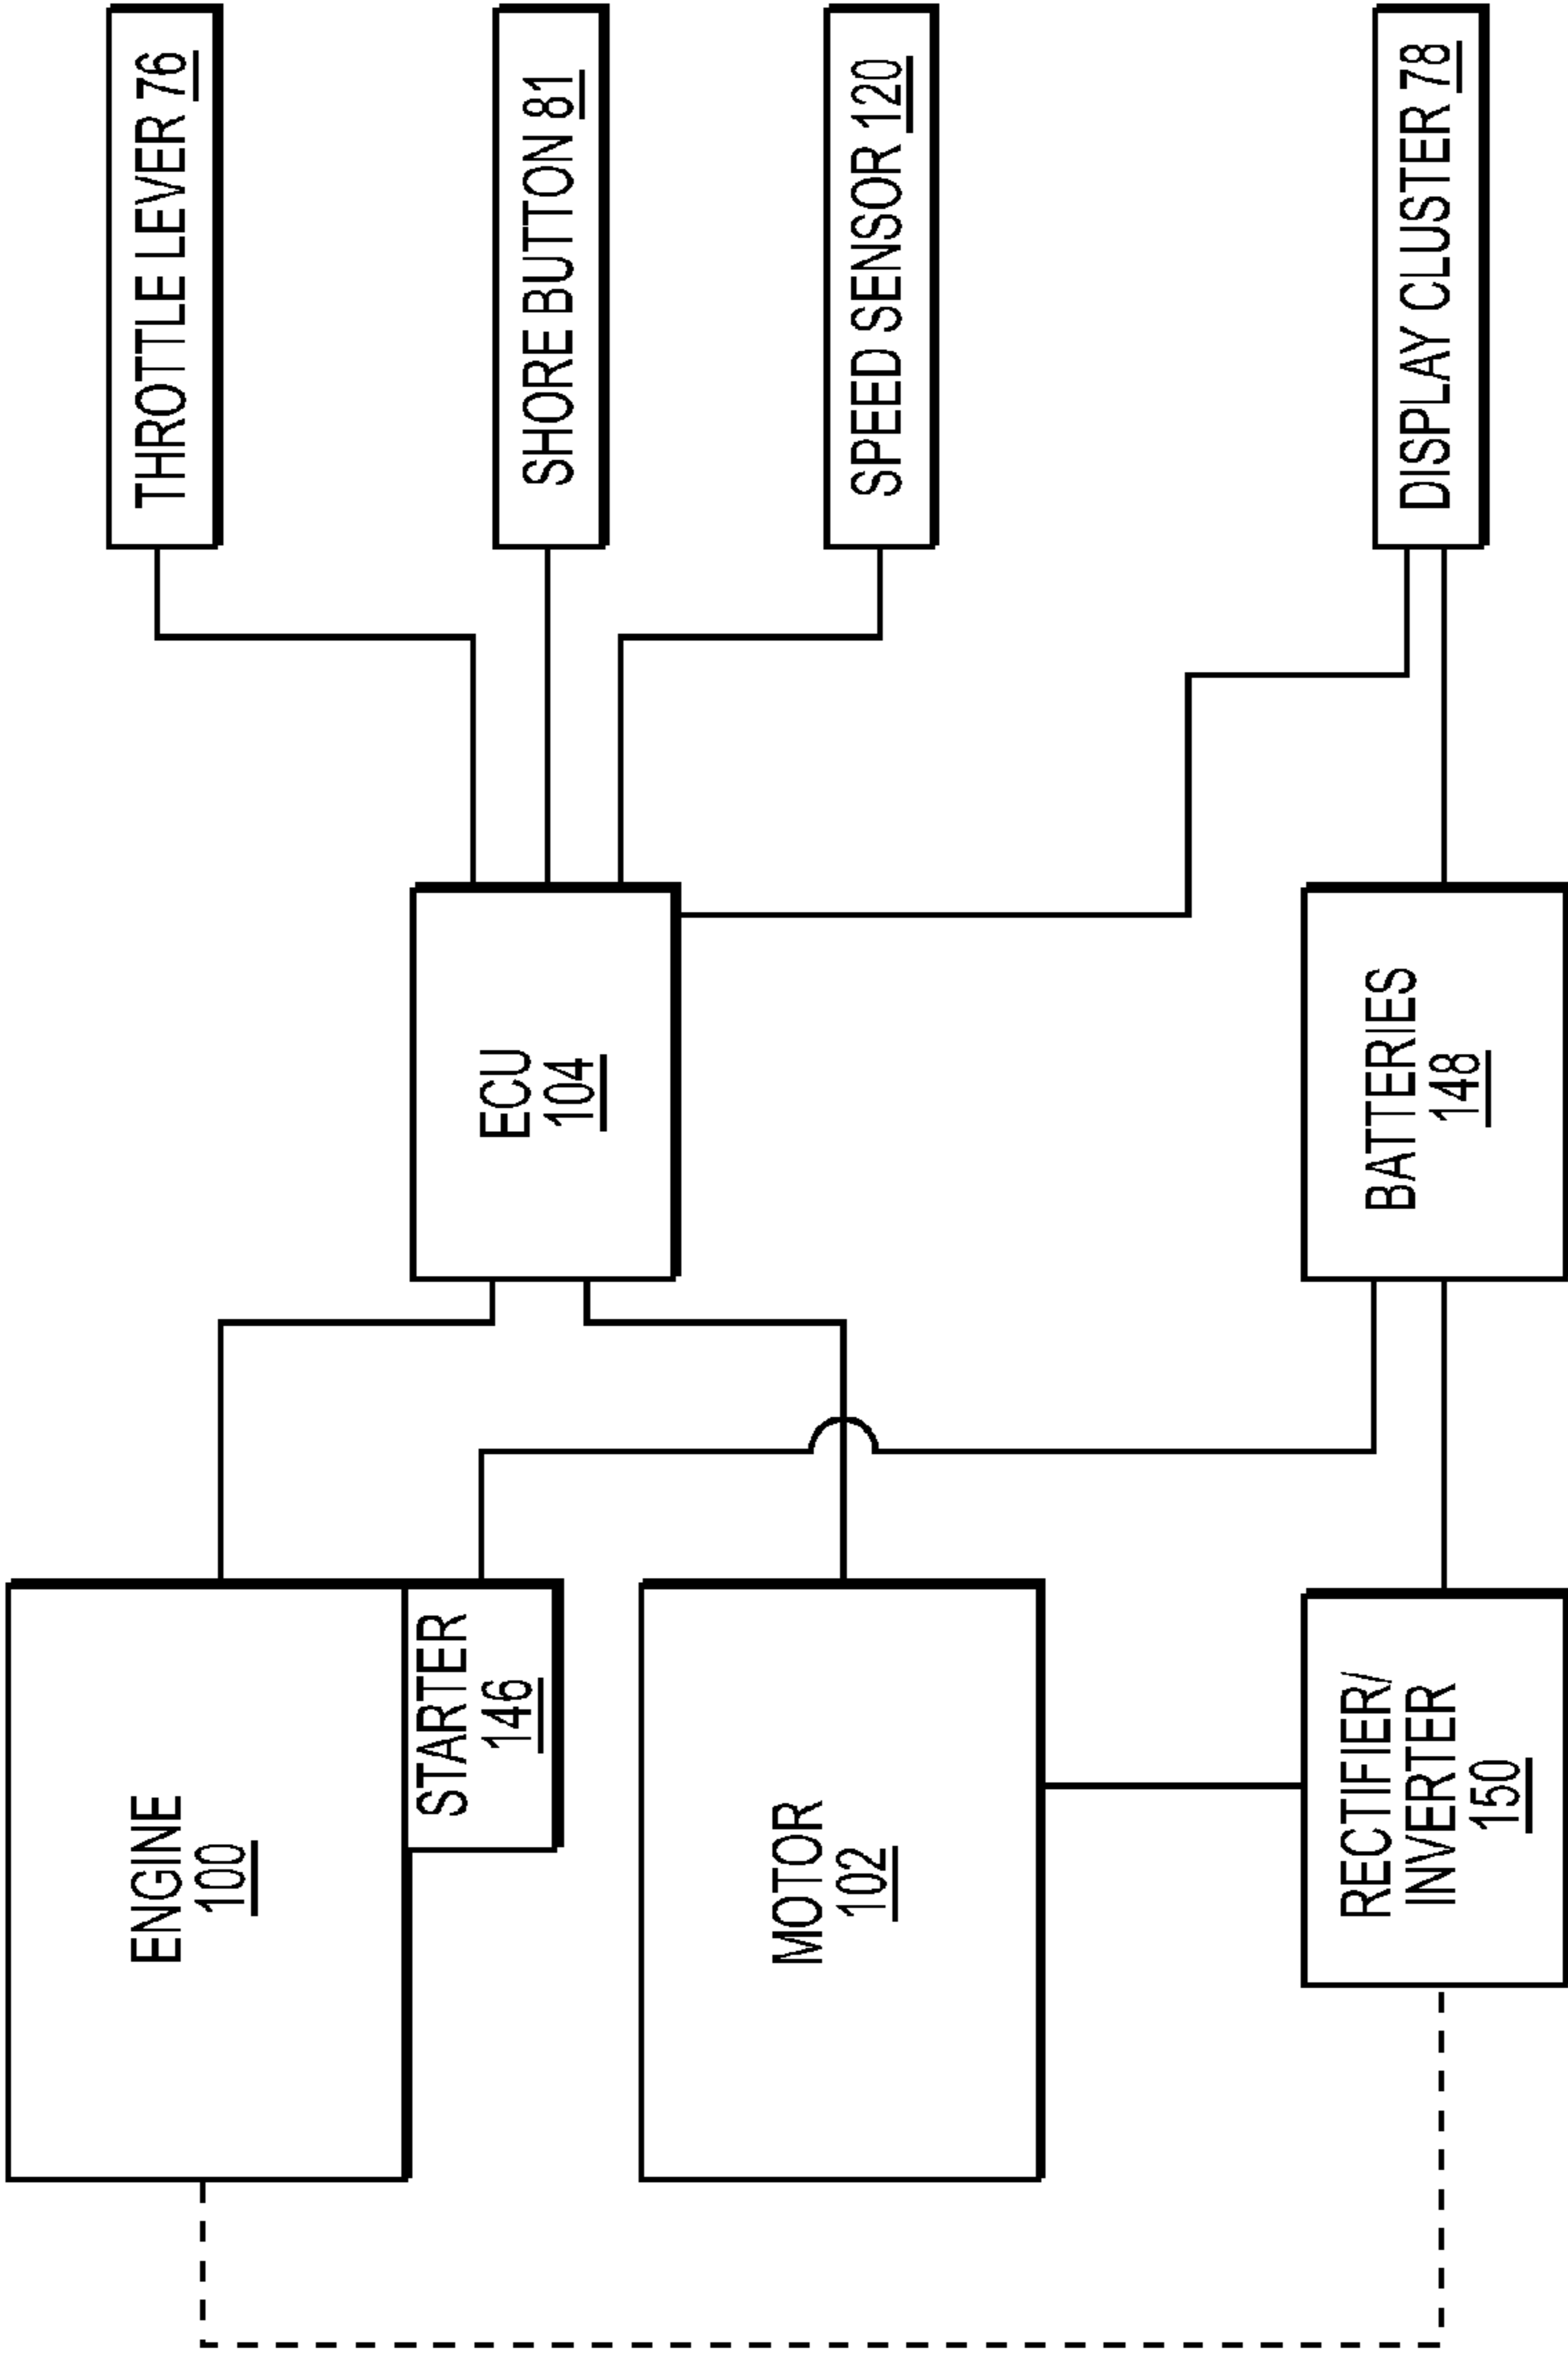 THROTTLE LEVER 76
SHORE BUTTON 81
SPEED SENSOR 120
DISPLAY CLUSTER 78
ECU
104
BATTERIES
148
ENGINE
100
STARTER
146
MOTOR
102
RECTIFIER/
INVERTER
150